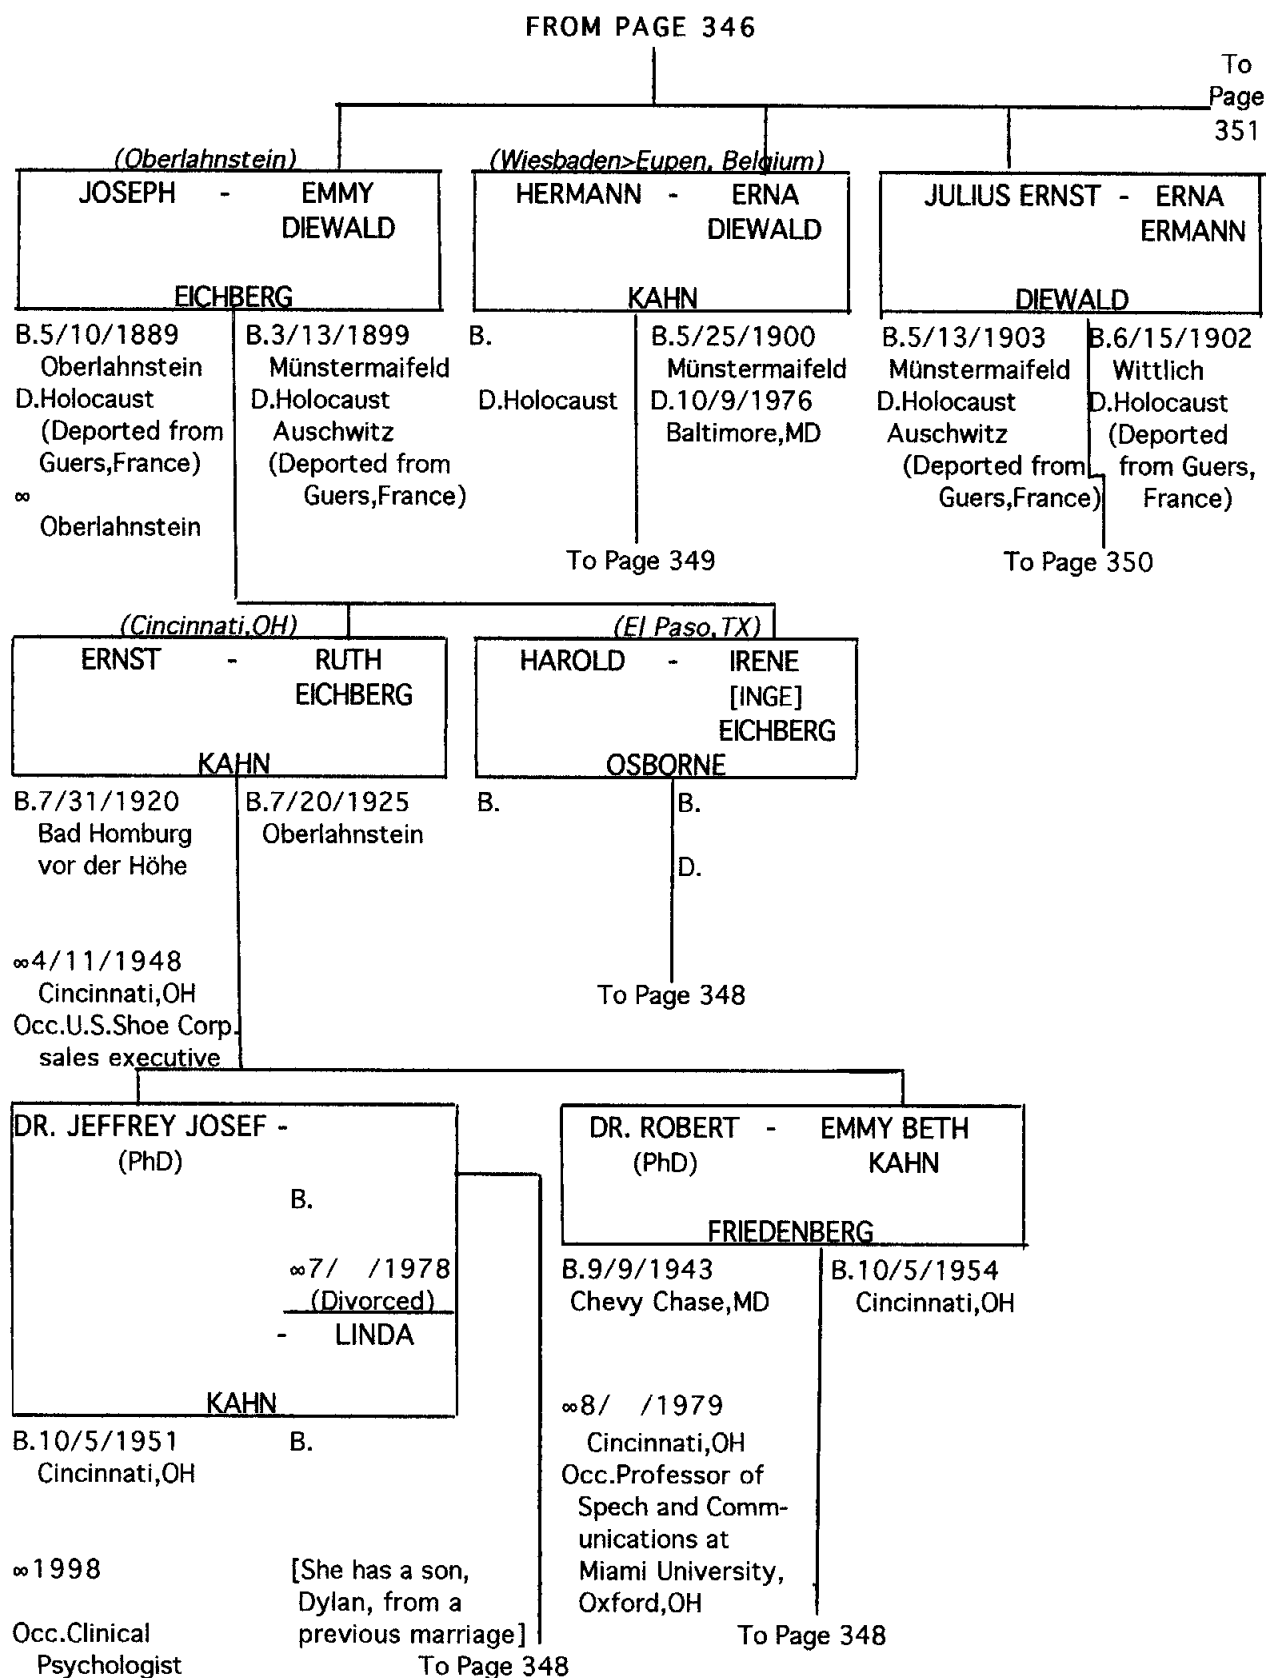 FROM PAGE 346
To
Page
351
(Oberlahnstein)
JOSEPH - EMMY
DIEWALD
EICHBERG
B.5/10/1889
Oberlahnstein
D.Holocaust
(Deported from
Guers,France)
∞
Oberlahnstein
B.3/13/1899
Münstermaifeld
D.Holocaust
Auschwitz
(Deported from
Guers,France)
(Wiesbaden>Eupen, Belgium)
HERMANN - ERNA
DIEWALD
KAHN
B.
D.Holocaust
B.5/25/1900
Münstermaifeld
D.10/9/1976
Baltimore,MD
To Page 349
JULIUS ERNST - ERNA
ERMANN
DIEWALD
B.5/13/1903
Münstermaifeld
D.Holocaust
Auschwitz
(Deported from
Guers,France)
B.6/15/1902
Wittlich
D.Holocaust
(Deported
from Guers,
France)
To Page 350
(Cincinnati,OH)
ERNST - RUTH
EICHBERG
KAHN
B.7/31/1920
Bad Homburg
vor der Höhe
∞4/11/1948
Cincinnati,OH
Occ.U.S.Shoe Corp.
sales executive
B.7/20/1925
Oberlahnstein
(El Paso,TX)
HAROLD - IRENE
[INGE]
EICHBERG
OSBORNE
B.
B.
D.
To Page 348
DR. JEFFREY JOSEF -
(PhD)
B.
∞7/ /1978
(Divorced)
- LINDA
KAHN
B.10/5/1951
Cincinnati,OH
∞1998
Occ.Clinical
Psychologist
B.
[She has a son,
Dylan, from a
previous marriage]
To Page 348
DR. ROBERT - EMMY BETH
(PhD) KAHN
FRIEDENBERG
B.9/9/1943
Chevy Chase,MD
∞8/ /1979
Cincinnati,OH
Occ.Professor of
Spech and Comm-
unications at
Miami University,
Oxford,OH
B.10/5/1954
Cincinnati,OH
To Page 348